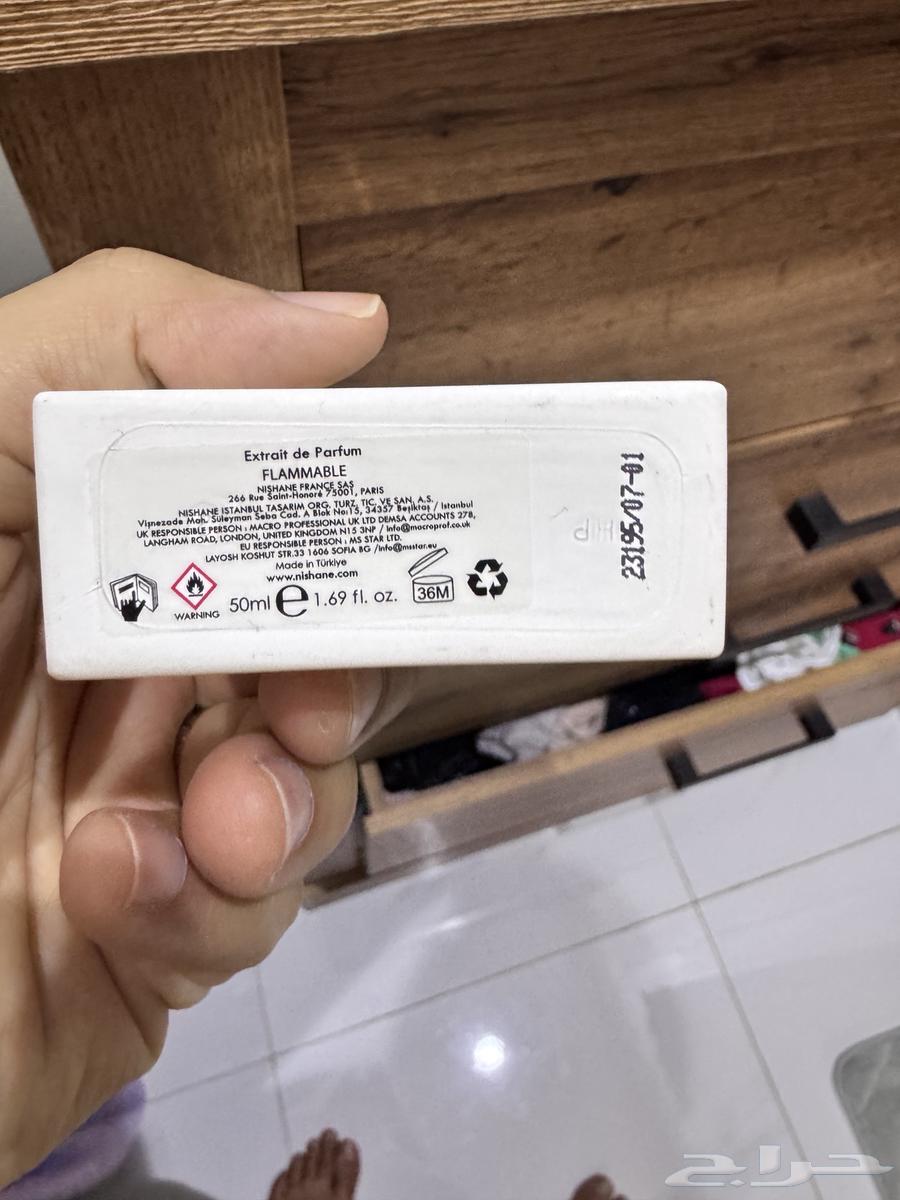 Extrait de Parfum
FLAMMABLE
NISHANE FRANCE SAS
266 Rue Saint-Honoré 75001, PARIS
NISHANE ISTANBUL TASARIM ORG. TURZ. TIC. VE SAN. A.S.
Vişnezade Mah. Süleyman Seba Cad. A Blok No:15, 34357 Beşiktaş / Istanbul
UK RESPONSIBLE PERSON : MACRO PROFESSIONAL UK LTD DEMSA ACCOUNTS 278,
LANGHAM ROAD, LONDON, UNITED KINGDOM N15 3NP / info@macroprof.co.uk
EU RESPONSIBLE PERSON : MS STAR LTD.
LAYOSH KOSHUT STR.33 1606 SOFIA BG /info@msstar.eu
Made in Türkiye
www.nishane.com
WARNING
50ml e 1.69 fl. oz.
36M
23195/07-01
حراج